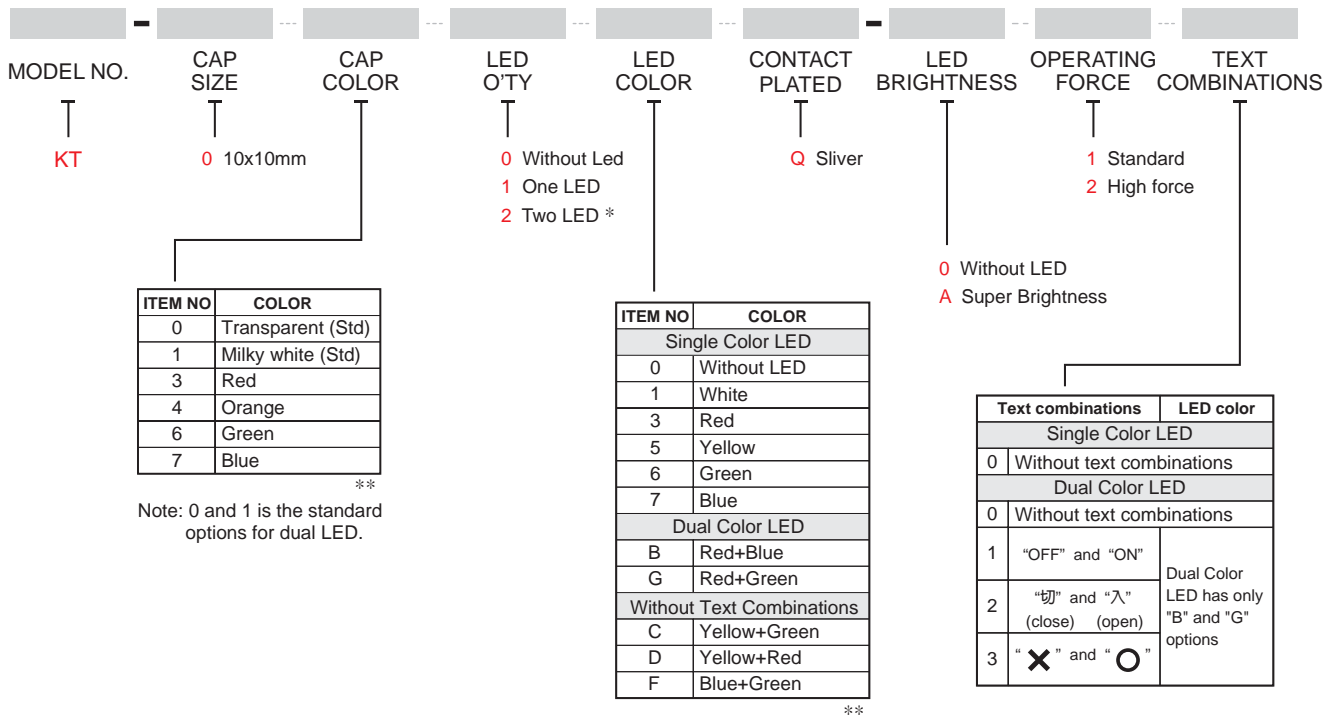 MODEL NO.
CAP
SIZE
CAP
COLOR
LED
O'TY
LED
COLOR
CONTACT
PLATED
LED
BRIGHTNESS
OPERATING
FORCE
TEXT
COMBINATIONS
KT
0 10x10mm
0 Without Led
1 One LED
2 Two LED *
Q Sliver
1 Standard
2 High force
0 Without LED
A Super Brightness
ITEM NO COLOR
0 Transparent (Std)
1 Milky white (Std)
3 Red
4 Orange
6 Green
7 Blue
**
Note: 0 and 1 is the standard
options for dual LED.
ITEM NO COLOR
Single Color LED
0 Without LED
1 White
3 Red
5 Yellow
6 Green
7 Blue
Dual Color LED
B Red+Blue
G Red+Green
Without Text Combinations
C Yellow+Green
D Yellow+Red
F Blue+Green
**
Text combinations LED color
Single Color LED
0 Without text combinations
Dual Color LED
0 Without text combinations
1 “OFF” and “ON”
2 “切” and “入”
(close) (open)
3 “ ✕ ” and “ ○ ”
Dual Color
LED has only
"B" and "G"
options